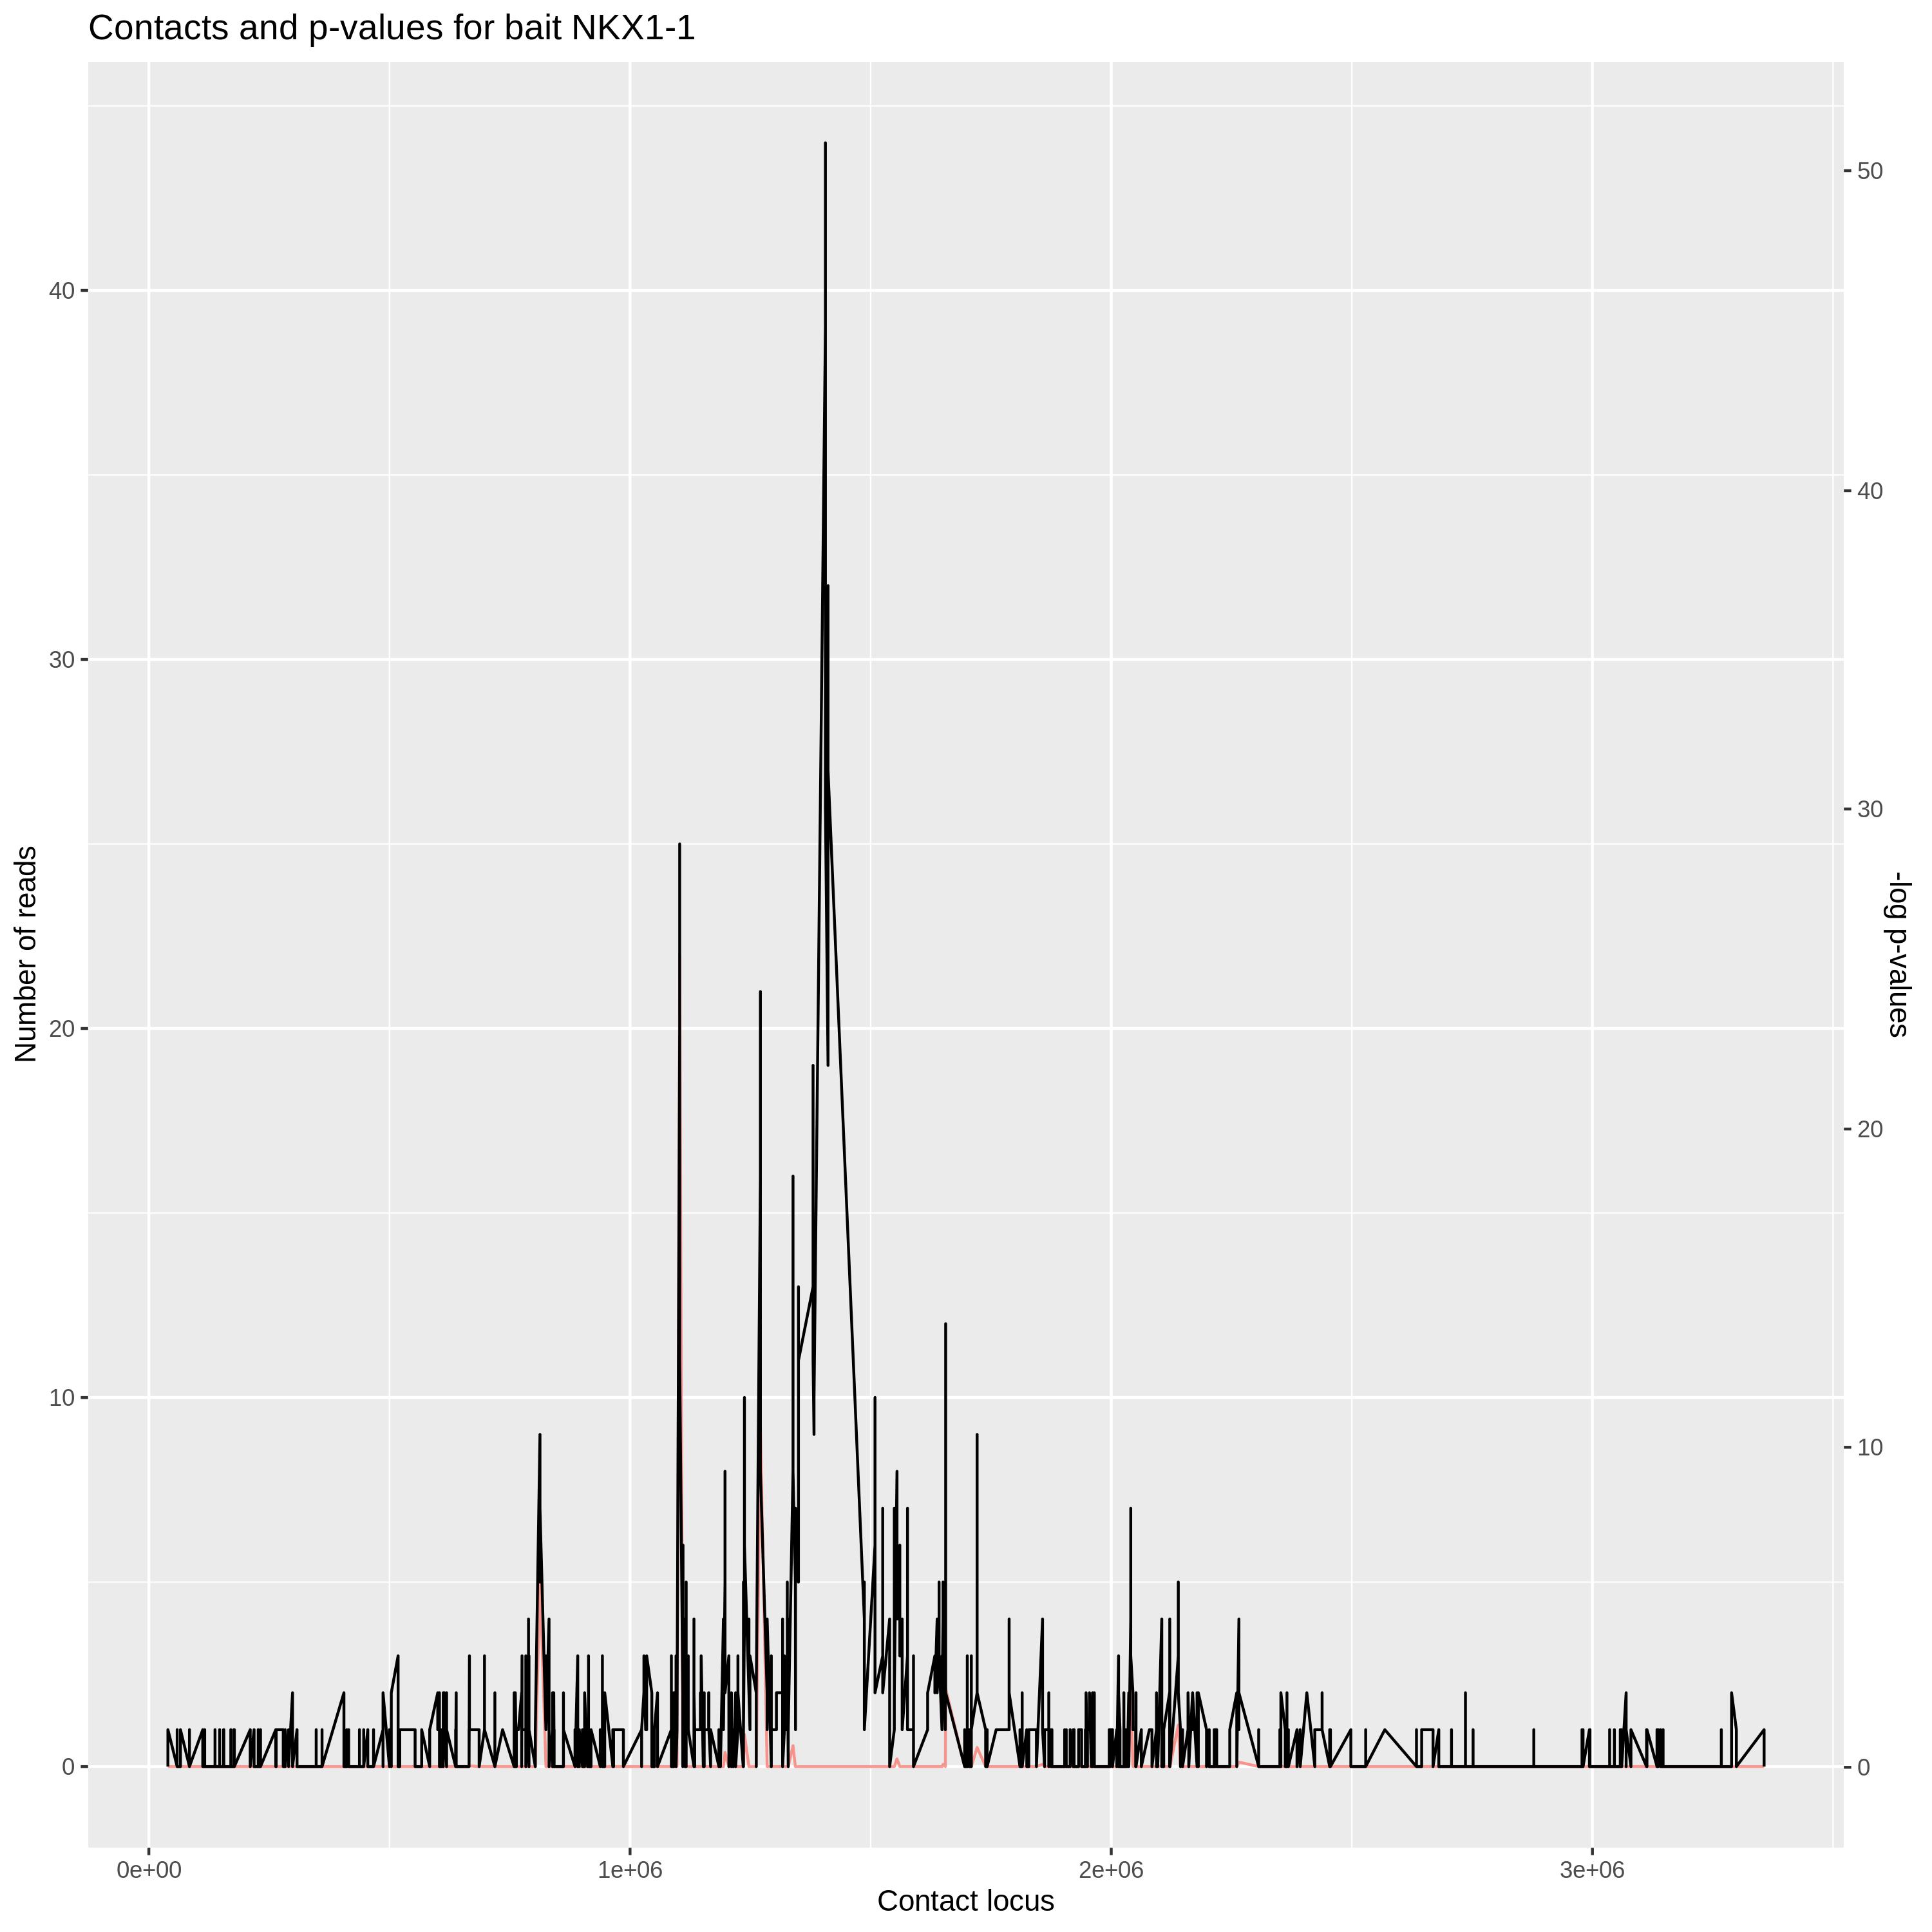 Contacts and p-values for bait NKX1-1
Number of reads
40
30
20
10
0
50
40
30
20
10
0
-log p-values
0e+00 1e+06 2e+06 3e+06
Contact locus